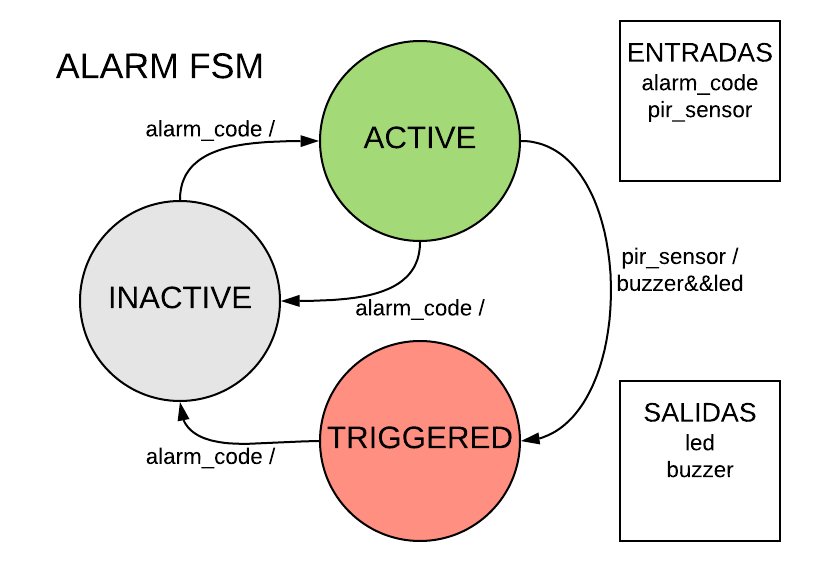 ALARM FSM
ENTRADAS
alarm_code
pir_sensor
alarm_code /
ACTIVE
pir_sensor /
buzzer&&led
INACTIVE
alarm_code /
SALIDAS
led
buzzer
TRIGGERED
alarm_code /